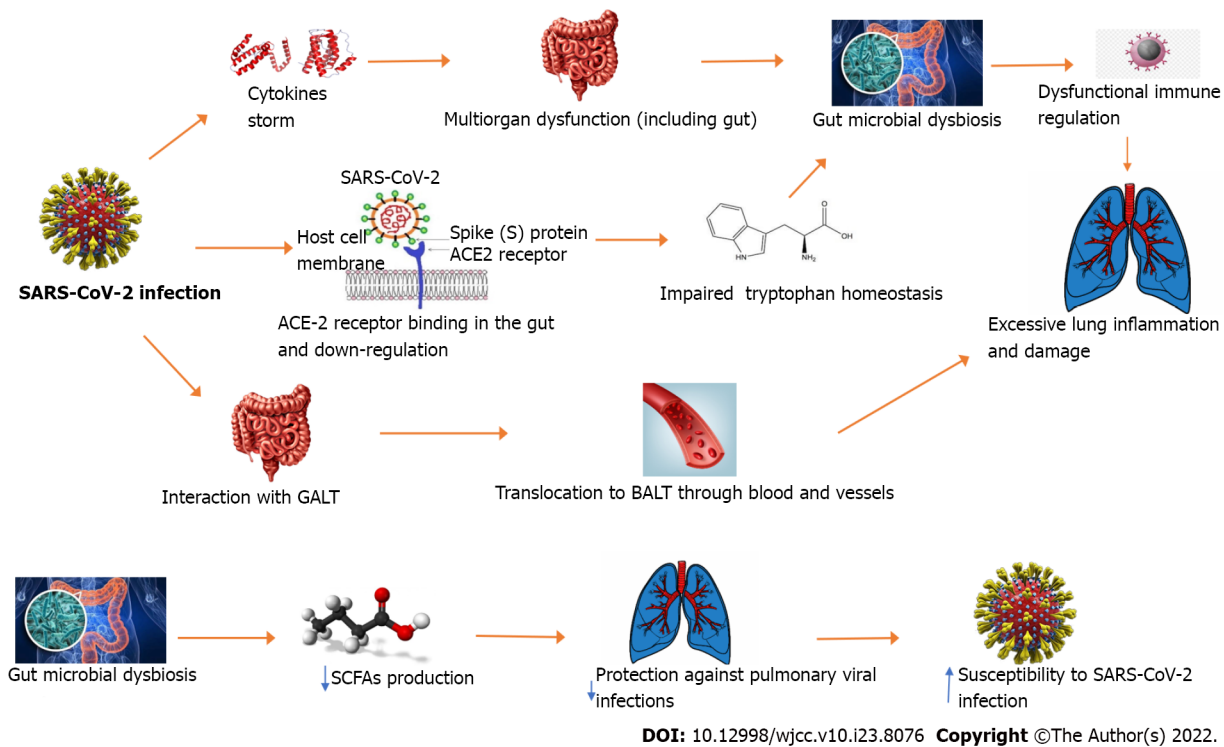 Cytokines
storm
Multiorgan dysfunction (including gut)
Gut microbial dysbiosis
Dysfunctional immune
regulation
SARS-CoV-2
Host cell
membrane
Spike (S) protein
ACE2 receptor
SARS-CoV-2 infection
ACE-2 receptor binding in the gut
and down-regulation
O
OH
NH₂
HN
Impaired tryptophan homeostasis
Excessive lung inflammation
and damage
Interaction with GALT
Translocation to BALT through blood and vessels
Gut microbial dysbiosis
↓SCFAs production
↓Protection against pulmonary viral
infections
↑Susceptibility to SARS-CoV-2
infection
DOI: 10.12998/wjcc.v10.i23.8076 Copyright ©The Author(s) 2022.